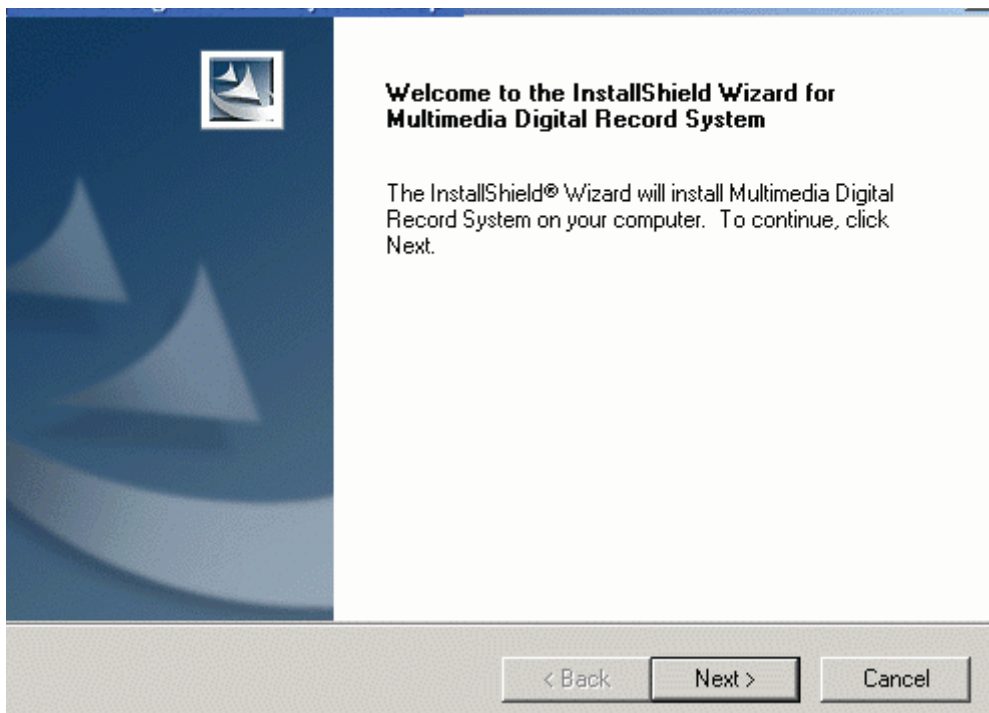 Welcome to the InstallShield Wizard for
Multimedia Digital Record System
The InstallShield® Wizard will install Multimedia Digital
Record System on your computer. To continue, click
Next.
< Back
Next >
Cancel